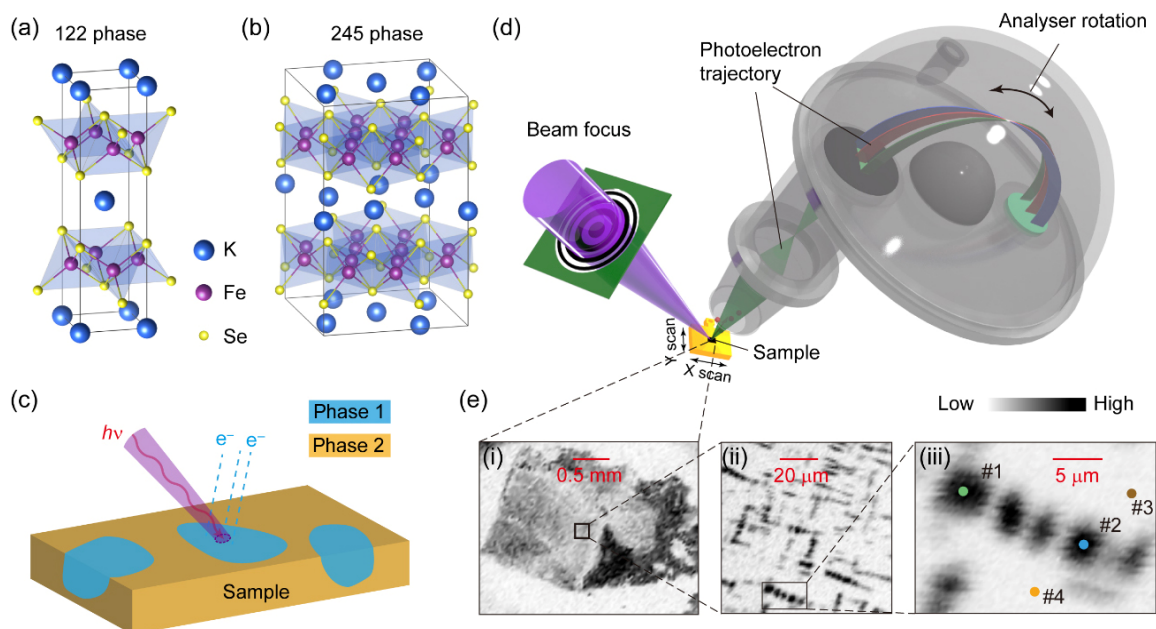 (a)
122 phase
(b)
245 phase
K
Fe
Se
(c)
hν
e⁻
e⁻
Phase 1
Phase 2
Sample
(d)
Analyser rotation
Photoelectron
trajectory
Beam focus
Sample
Y scan
X scan
(e)
Low
High
(i)
0.5 mm
(ii)
20 μm
(iii)
5 μm
#1
#2
#3
#4